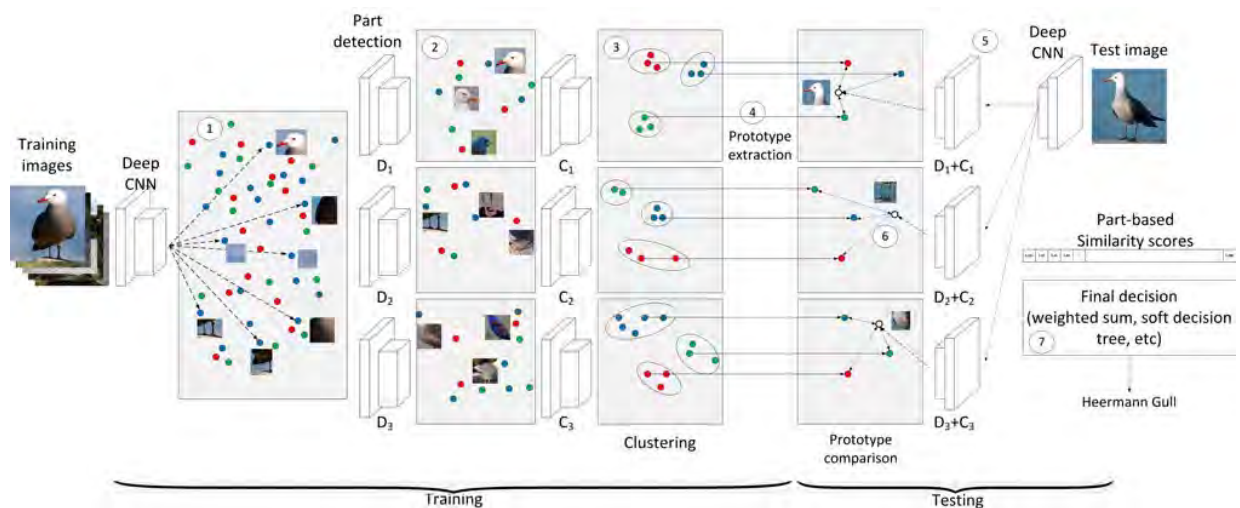 Training
images
Deep
CNN
1
Part
detection
D1
D2
D3
2
C1
C2
C3
3
Clustering
4
Prototype
extraction
Prototype
comparison
5
6
D1+C1
D2+C2
D3+C3
Deep
CNN
Test image
Part-based
Similarity scores
Final decision
(weighted sum, soft decision
tree, etc)
7
Heermann Gull
Training
Testing